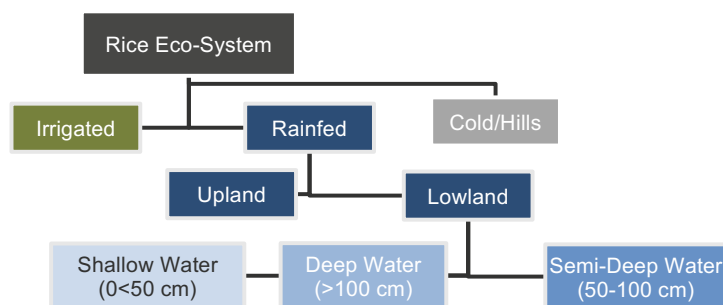 Rice Eco-System
Irrigated
Rainfed
Cold/Hills
Upland
Lowland
Shallow Water
(0<50 cm)
Deep Water
(>100 cm)
Semi-Deep Water
(50-100 cm)